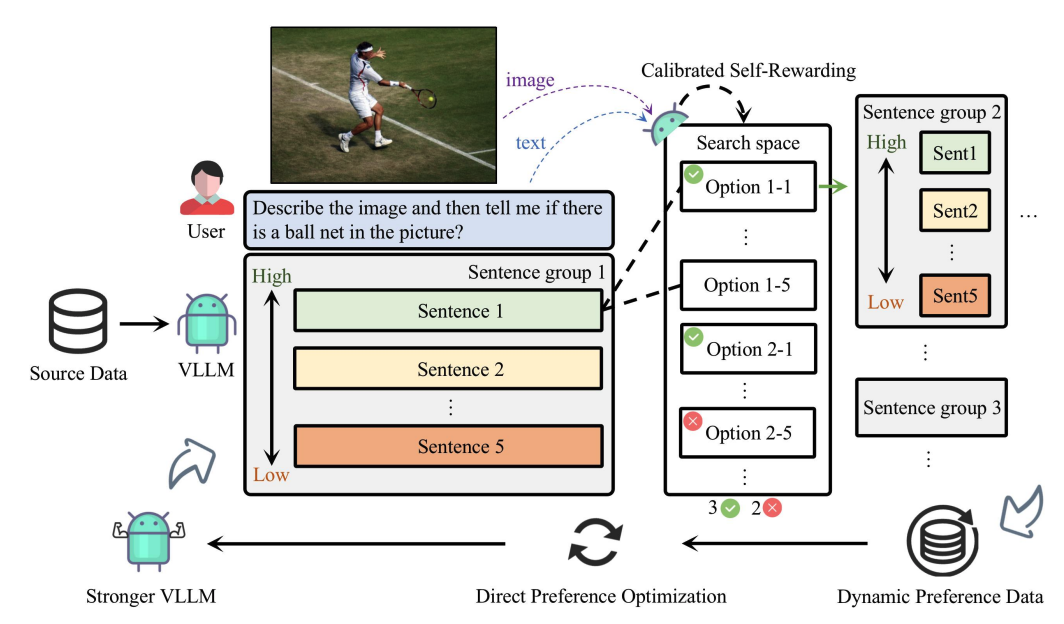 image
text
Calibrated Self-Rewarding
User
Describe the image and then tell me if there
is a ball net in the picture?
Source Data
VLLM
High
Sentence group 1
Sentence 1
Sentence 2
⋮
Sentence 5
Low
Search space
Option 1-1
⋮
Option 1-5
Option 2-1
⋮
Option 2-5
⋮
3 2
Sentence group 2
High
Sent1
Sent2
⋮
Sent5
Low
...
⋮
Sentence group 3
⋮
Stronger VLLM
Direct Preference Optimization
Dynamic Preference Data